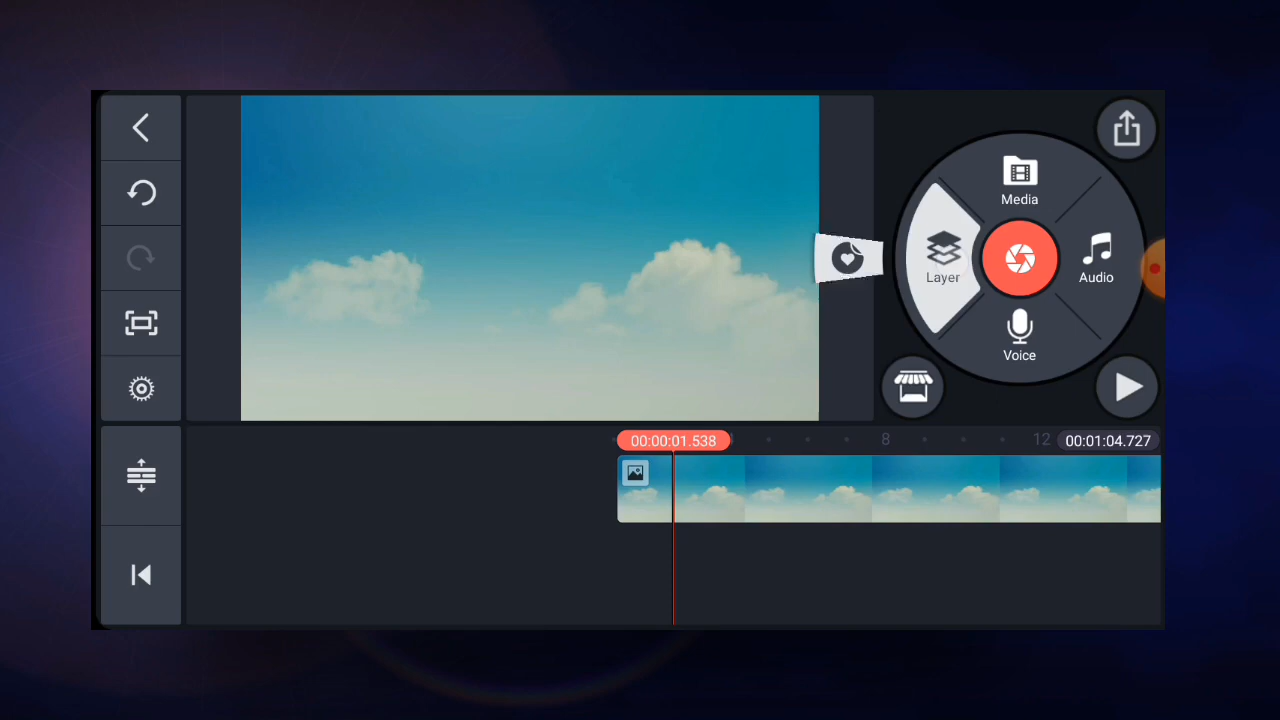 Media
Layer
Audio
Voice
00:00:01.538
8
12
00:01:04.727